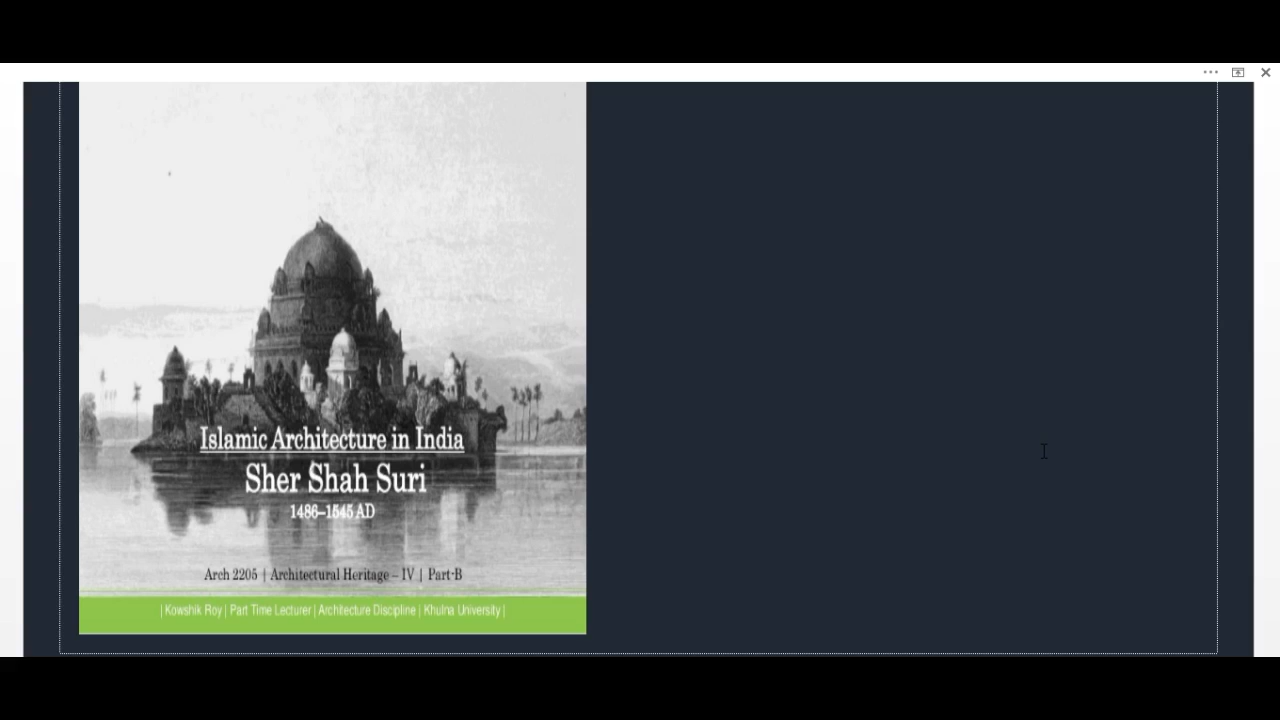 Islamic Architecture in India
Sher Shah Suri
1486–1545 AD
Arch 2205 | Architectural Heritage – IV | Part-B
| Kowshik Roy | Part Time Lecturer | Architecture Discipline | Khulna University |